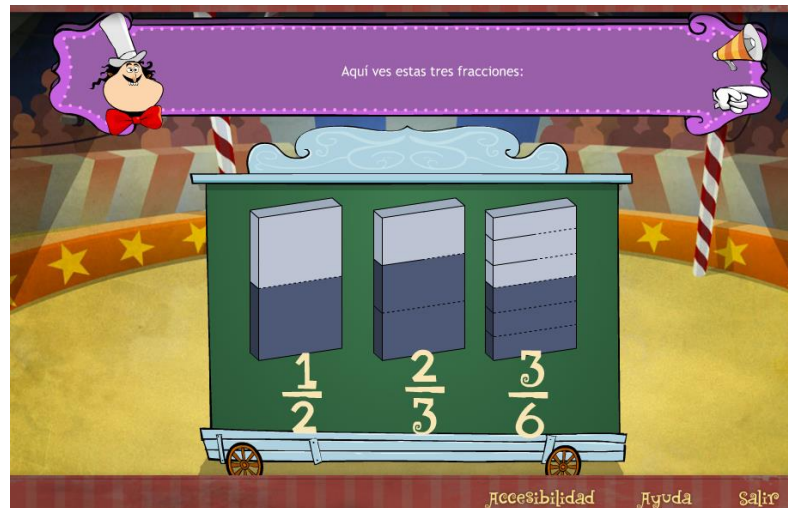 Aquí ves estas tres fracciones:
1/2 2/3 3/6
Accesibilidad Ayuda Salir